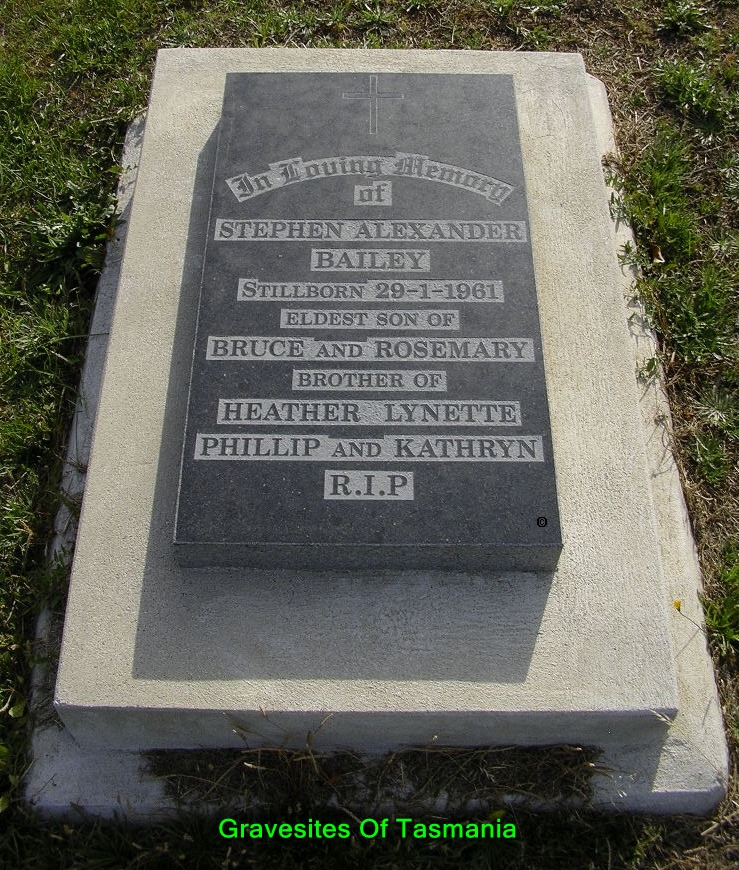 In Loving Memory
of
STEPHEN ALEXANDER
BAILEY
STILLBORN 29-1-1961
ELDEST SON OF
BRUCE AND ROSEMARY
BROTHER OF
HEATHER LYNETTE
PHILLIP AND KATHRYN
R.I.P
©
Gravesites Of Tasmania